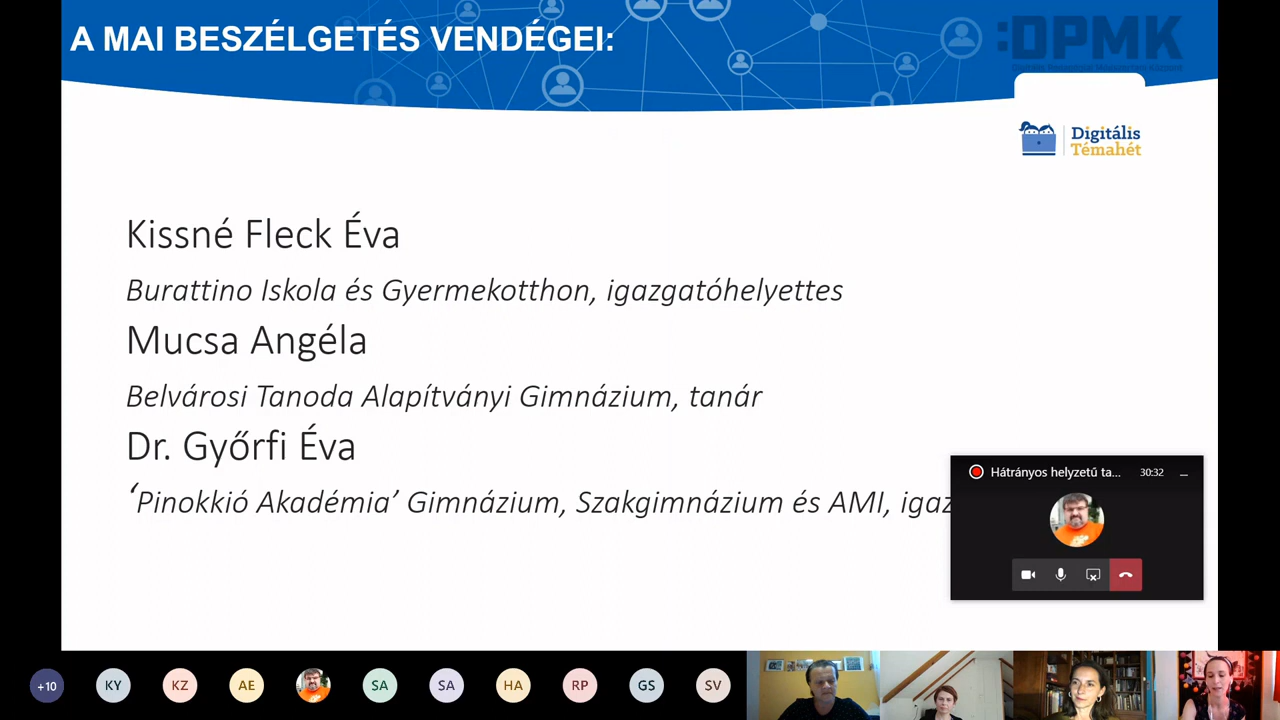 A MAI BESZÉLGETÉS VENDÉGEI:
:DPMK
Digitális
Témahét
Kissné Fleck Éva
Burattino Iskola és Gyermekotthon, igazgatóhelyettes
Mucsa Angéla
Belvárosi Tanoda Alapítványi Gimnázium, tanár
Dr. Győrfi Éva
‘Pinokkió Akadémia’ Gimnázium, Szakgimnázium és AMI, igaz
Hátrányos helyzetű ta... 30:32
+10 KY KZ AE SA SA HA RP GS SV